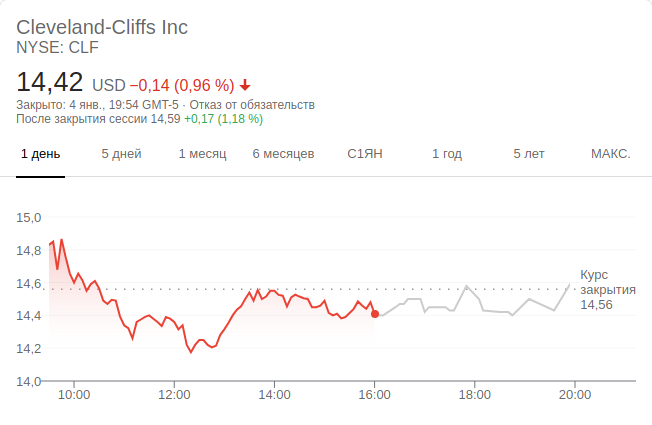 Cleveland-Cliffs Inc
NYSE: CLF
14,42 USD −0,14 (0,96 %)
Закрыто: 4 янв., 19:54 GMT-5 · Отказ от обязательств
После закрытия сессии 14,59 +0,17 (1,18 %)
1 день 5 дней 1 месяц 6 месяцев С1ЯН 1 год 5 лет МАКС.
15,0
14,8
14,6
14,4
14,2
14,0
Курс
закрытия
14,56
10:00 12:00 14:00 16:00 18:00 20:00